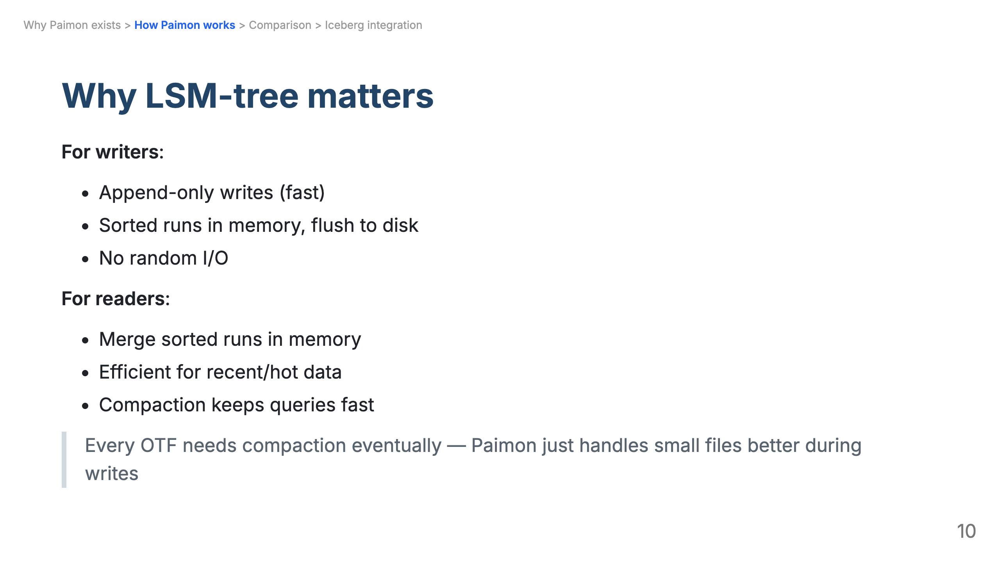 Why Paimon exists > How Paimon works > Comparison > Iceberg integration
Why LSM-tree matters
For writers:
• Append-only writes (fast)
• Sorted runs in memory, flush to disk
• No random I/O
For readers:
• Merge sorted runs in memory
• Efficient for recent/hot data
• Compaction keeps queries fast
Every OTF needs compaction eventually — Paimon just handles small files better during
writes
10